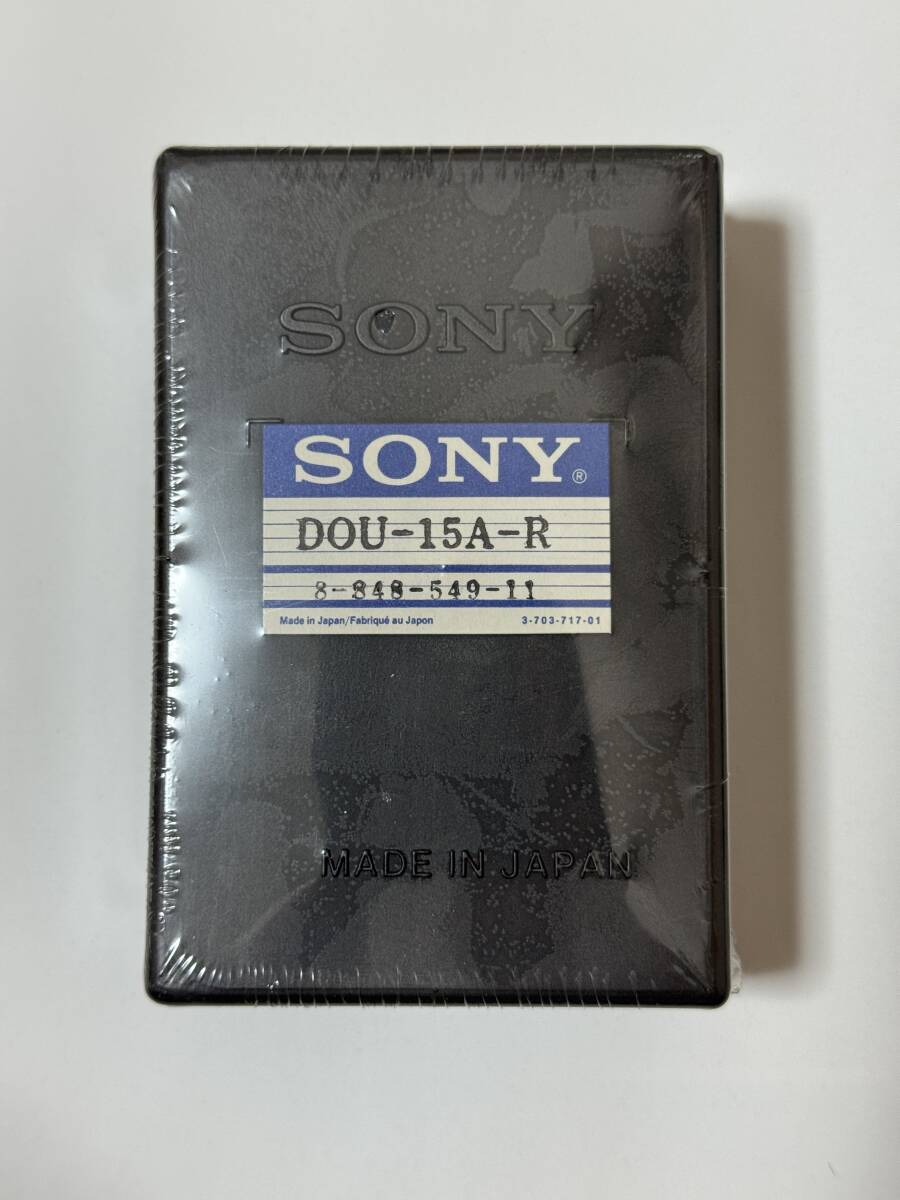 SONY
SONY®
DOU-15A-R
8-848-549-11
Made in Japan/Fabriqué au Japon 3-703-717-01
MADE IN JAPAN